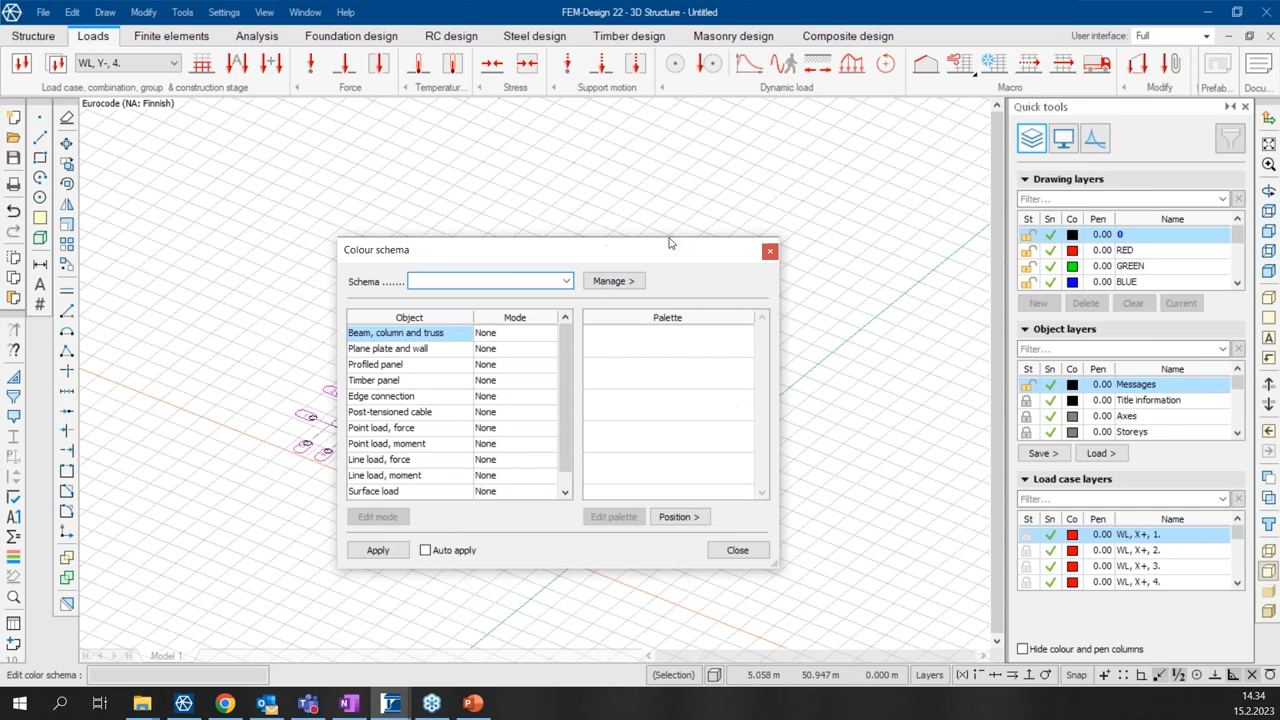 File Edit Draw Modify Tools Settings View Window Help FEM-Design 22 - 3D Structure - Untitled
Structure Loads Finite elements Analysis Foundation design RC design Steel design Timber design Masonry design Composite design User interface: Full
WL, Y-, 4.
Load case, combination, group & construction stage Force Temperatur... Stress Support motion Dynamic load Macro Modify Prefab... Docu...
Eurocode (NA: Finnish)
Quick tools
Drawing layers
Filter...
St Sn Co Pen Name
0.00 0
0.00 RED
0.00 GREEN
0.00 BLUE
New Delete Clear Current
Object layers
Filter...
St Sn Co Pen Name
0.00 Messages
0.00 Title information
0.00 Axes
0.00 Storeys
Save > Load >
Load case layers
Filter...
St Sn Co Pen Name
0.00 WL, X+, 1.
0.00 WL, X+, 2.
0.00 WL, X+, 3.
0.00 WL, X+, 4.
Hide colour and pen columns
Colour schema
Schema ....... Manage >
Object Mode Palette
Beam, column and truss None
Plane plate and wall None
Profiled panel None
Timber panel None
Edge connection None
Post-tensioned cable None
Point load, force None
Point load, moment None
Line load, force None
Line load, moment None
Surface load None
Edit mode Edit palette Position >
Apply Auto apply Close
Model 1
Edit color schema : (Selection) 5.058 m 50.947 m 0.000 m Layers Snap
14.34
15.2.2023